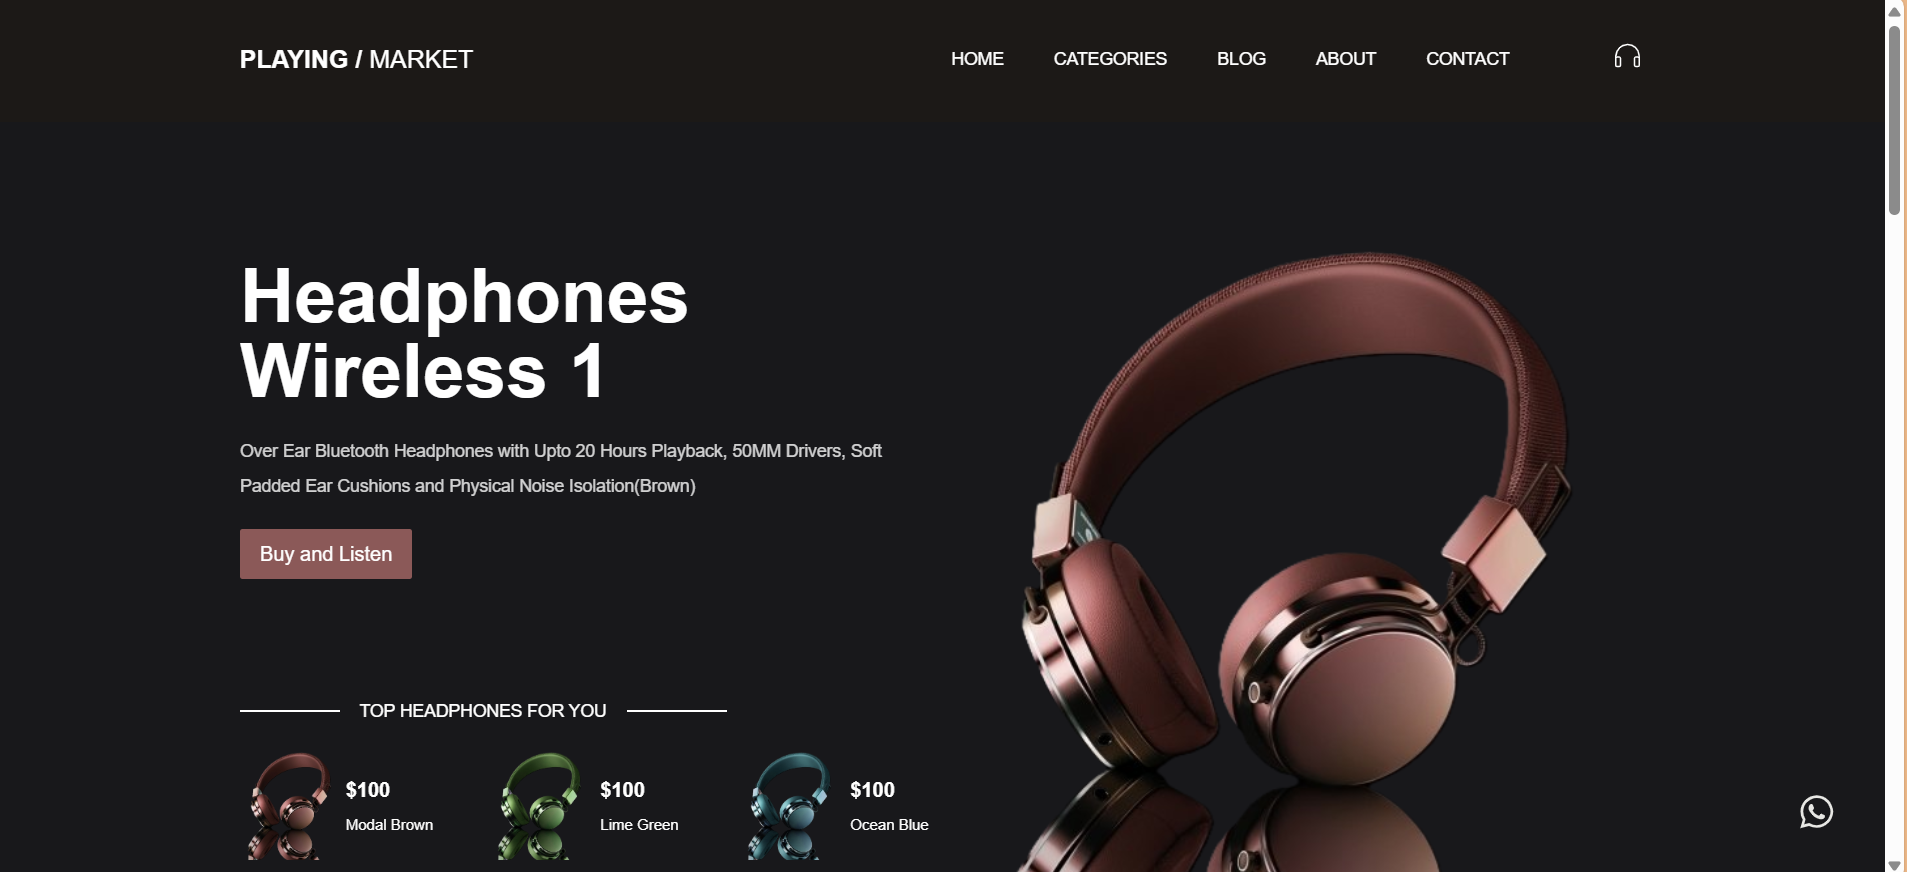 PLAYING / MARKET
HOME CATEGORIES BLOG ABOUT CONTACT
Headphones
Wireless 1
Over Ear Bluetooth Headphones with Upto 20 Hours Playback, 50MM Drivers, Soft
Padded Ear Cushions and Physical Noise Isolation(Brown)
Buy and Listen
TOP HEADPHONES FOR YOU
$100
Modal Brown
$100
Lime Green
$100
Ocean Blue